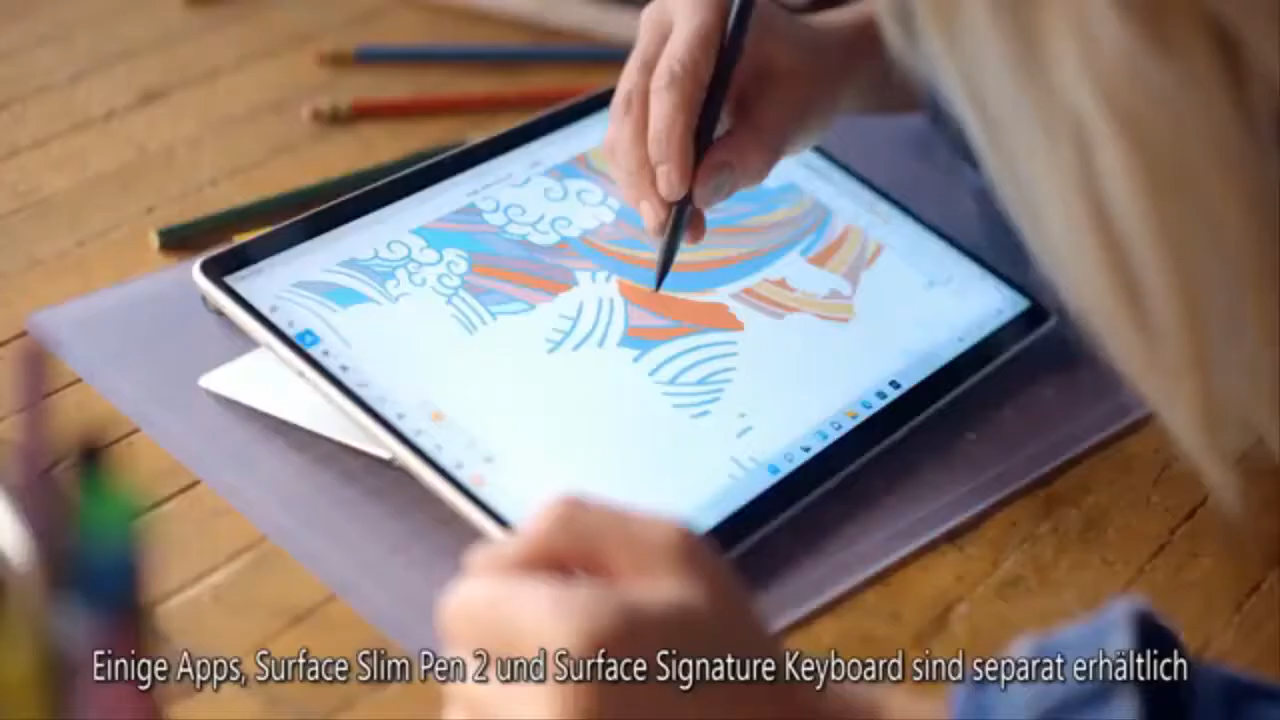 Einige Apps, Surface Slim Pen 2 und Surface Signature Keyboard sind separat erhältlich